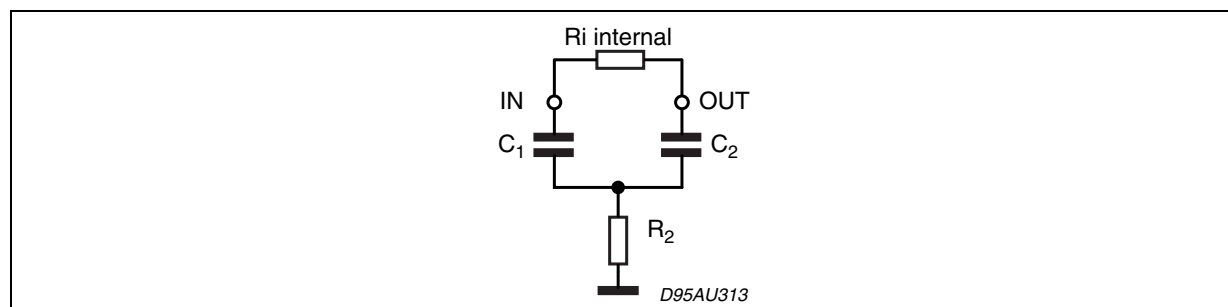 Ri internal
IN
OUT
C1
C2
R2
D95AU313